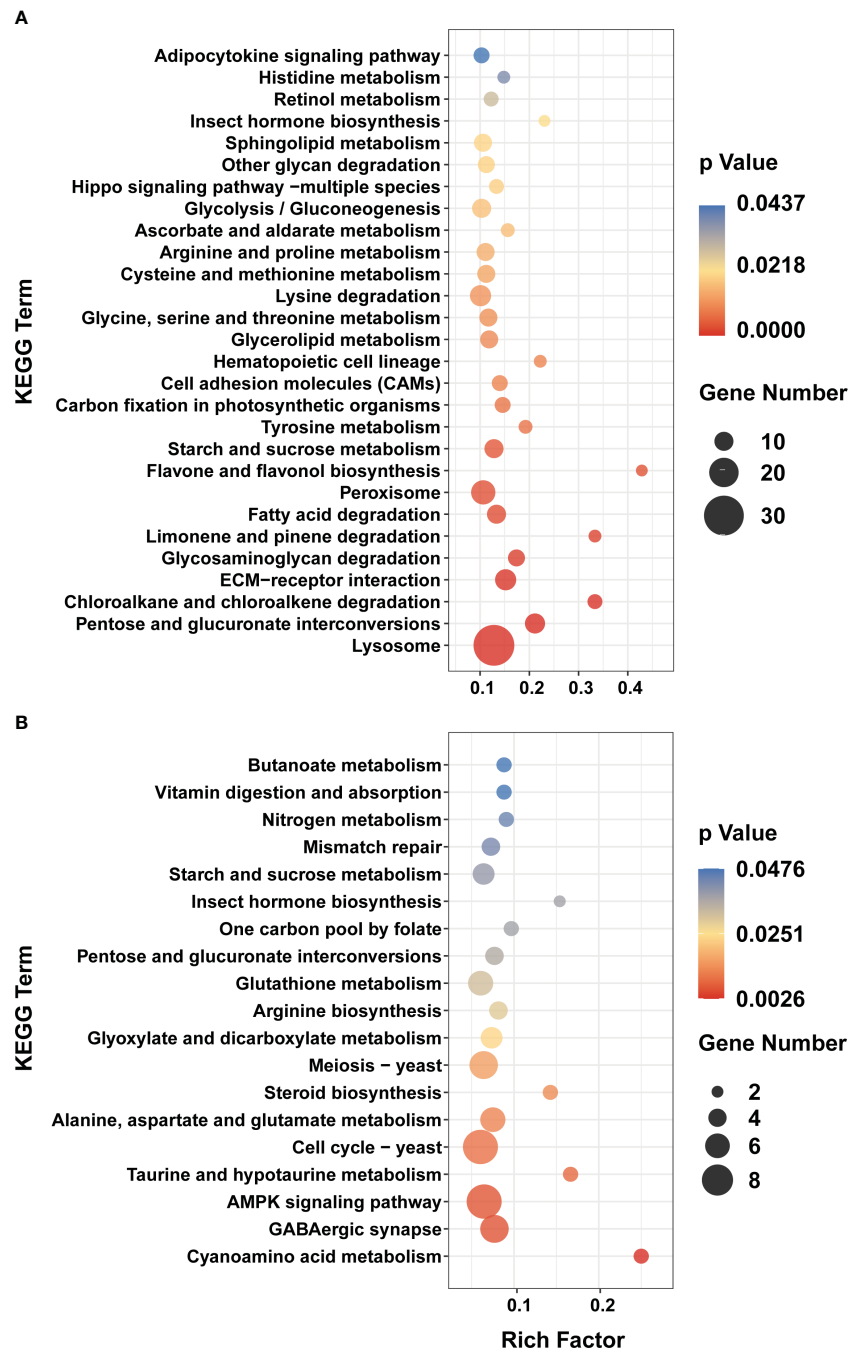 A
Adipocytokine signaling pathway
Histidine metabolism
Retinol metabolism
Insect hormone biosynthesis
Sphingolipid metabolism
Other glycan degradation
Hippo signaling pathway −multiple species
Glycolysis / Gluconeogenesis
Ascorbate and aldarate metabolism
Arginine and proline metabolism
Cysteine and methionine metabolism
Lysine degradation
Glycine, serine and threonine metabolism
Glycerolipid metabolism
Hematopoietic cell lineage
Cell adhesion molecules (CAMs)
Carbon fixation in photosynthetic organisms
Tyrosine metabolism
Starch and sucrose metabolism
Flavone and flavonol biosynthesis
Peroxisome
Fatty acid degradation
Limonene and pinene degradation
Glycosaminoglycan degradation
ECM−receptor interaction
Chloroalkane and chloroalkene degradation
Pentose and glucuronate interconversions
Lysosome
KEGG Term
0.1 0.2 0.3 0.4
p Value
0.0437
0.0218
0.0000
Gene Number
10
20
30
B
Butanoate metabolism
Vitamin digestion and absorption
Nitrogen metabolism
Mismatch repair
Starch and sucrose metabolism
Insect hormone biosynthesis
One carbon pool by folate
Pentose and glucuronate interconversions
Glutathione metabolism
Arginine biosynthesis
Glyoxylate and dicarboxylate metabolism
Meiosis − yeast
Steroid biosynthesis
Alanine, aspartate and glutamate metabolism
Cell cycle − yeast
Taurine and hypotaurine metabolism
AMPK signaling pathway
GABAergic synapse
Cyanoamino acid metabolism
KEGG Term
0.1 0.2
Rich Factor
p Value
0.0476
0.0251
0.0026
Gene Number
2
4
6
8